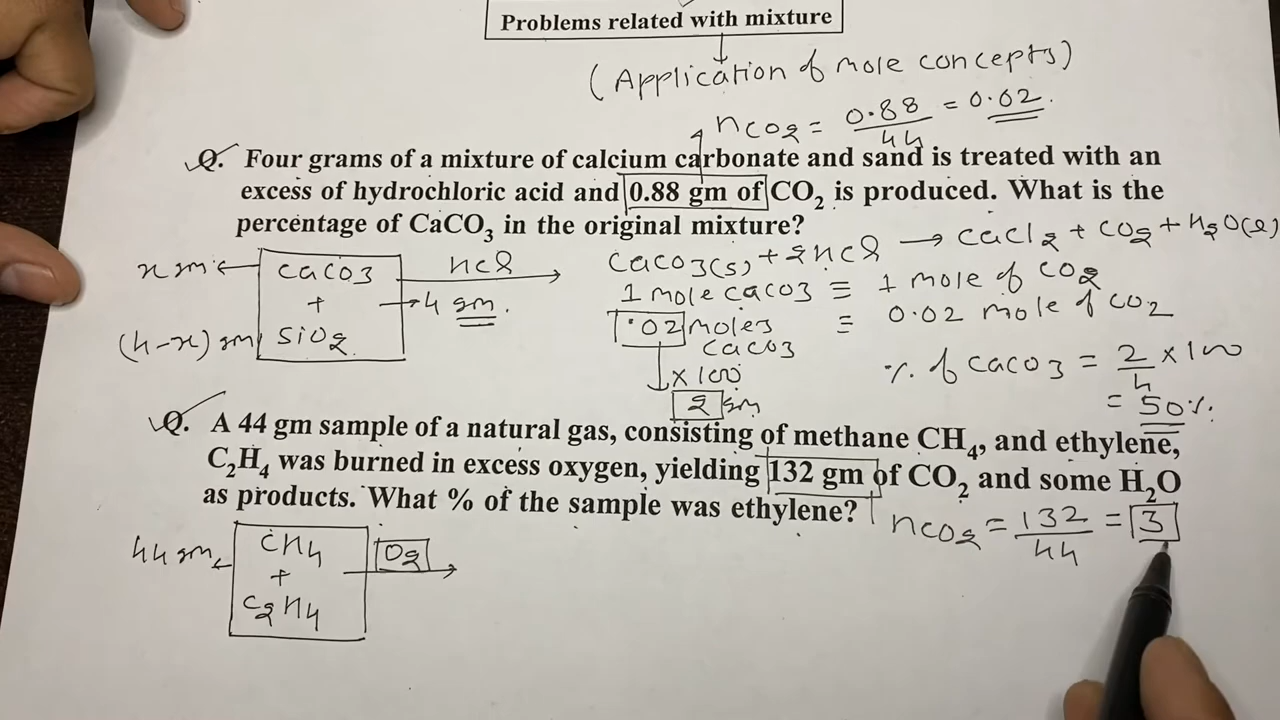 Problems related with mixture
(Application of mole concepts)
nCO2 = 0.88/44 = 0.02
Q. Four grams of a mixture of calcium carbonate and sand is treated with an
excess of hydrochloric acid and 0.88 gm of CO2 is produced. What is the
percentage of CaCO3 in the original mixture?
x gm ← CaCO3 + SiO2 HCl →
(4-x) gm → 4 gm.
CaCO3(s) + 2HCl → CaCl2 + CO2 + H2O(l)
1 mole CaCO3 ≡ 1 mole of CO2
.02 moles CaCO3 ≡ 0.02 mole of CO2
↓ x 100
2 gm
% of CaCO3 = 2/4 x 100
= 50%.
Q. A 44 gm sample of a natural gas, consisting of methane CH4, and ethylene,
C2H4 was burned in excess oxygen, yielding 132 gm of CO2 and some H2O
as products. What % of the sample was ethylene?
nCO2 = 132/44 = 3
44 gm ← CH4 + C2H4 O2 →